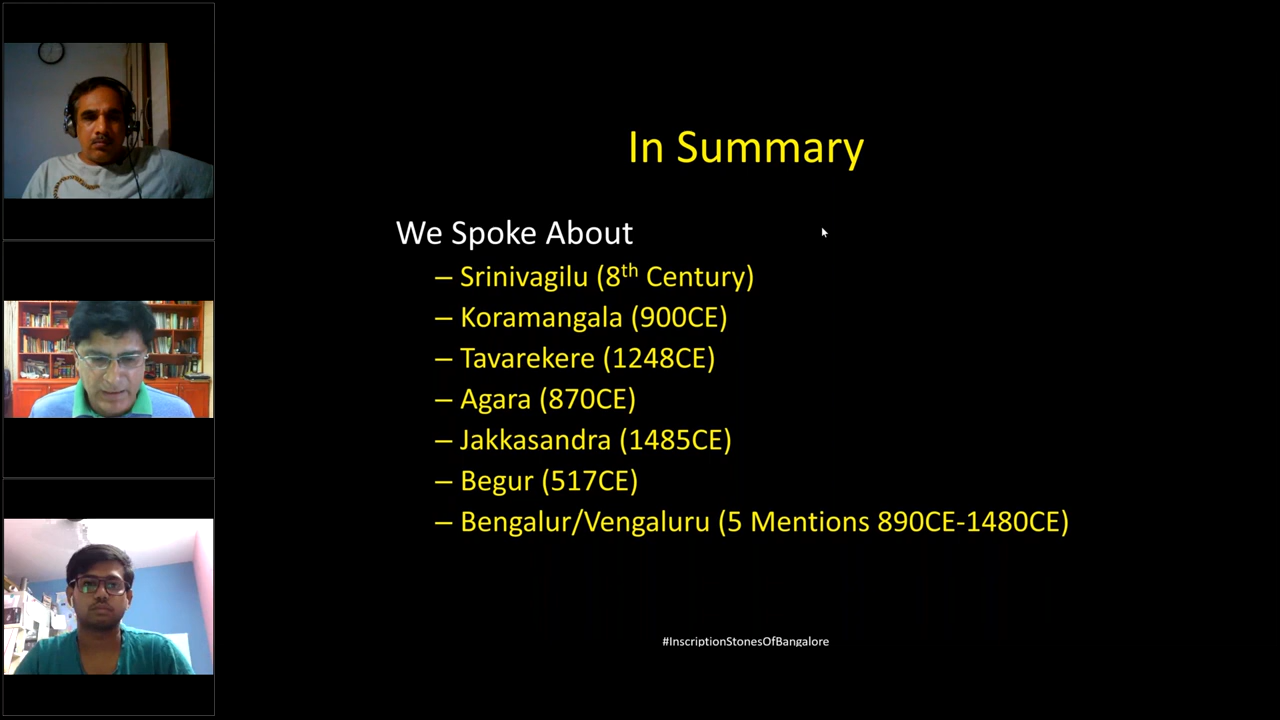 In Summary
We Spoke About
– Srinivagilu (8th Century)
– Koramangala (900CE)
– Tavarekere (1248CE)
– Agara (870CE)
– Jakkasandra (1485CE)
– Begur (517CE)
– Bengalur/Vengaluru (5 Mentions 890CE-1480CE)
#InscriptionStonesOfBangalore